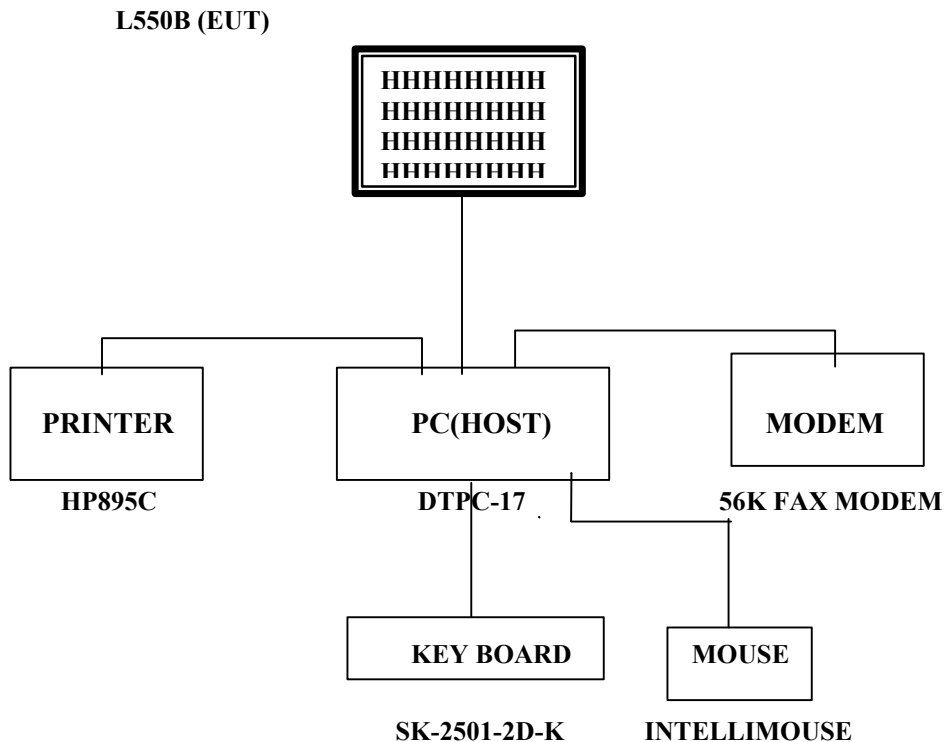 L550B (EUT)
HHHHHHHH
HHHHHHHH
HHHHHHHH
HHHHHHHH
PRINTER
PC(HOST)
MODEM
HP895C
DTPC-17
56K FAX MODEM
KEY BOARD
MOUSE
SK-2501-2D-K
INTELLIMOUSE